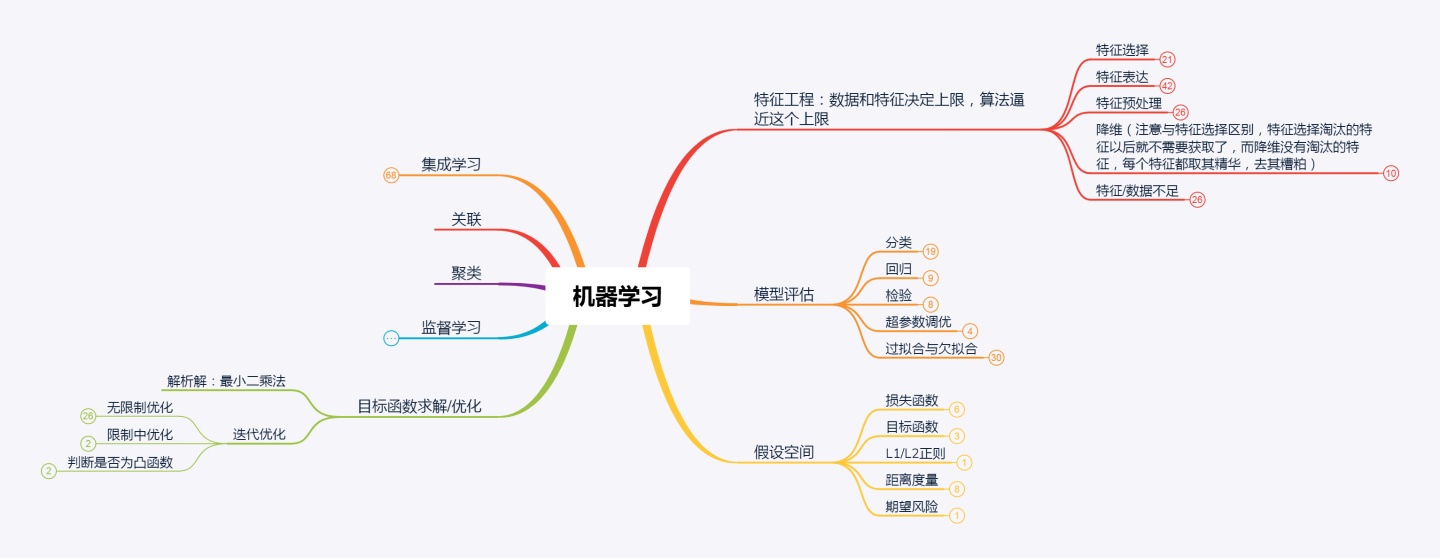 机器学习
特征工程：数据和特征决定上限，算法逼
近这个上限
特征选择
21
特征表达
42
特征预处理
26
降维（注意与特征选择区别，特征选择淘汰的特
征以后就不需要获取了，而降维没有淘汰的特
征，每个特征都取其精华，去其糟粕）
10
特征/数据不足
26
模型评估
分类
19
回归
9
检验
8
超参数调优
4
过拟合与欠拟合
30
假设空间
损失函数
6
目标函数
3
L1/L2正则
1
距离度量
8
期望风险
1
集成学习
68
关联
聚类
监督学习
...
目标函数求解/优化
解析解：最小二乘法
迭代优化
无限制优化
26
限制中优化
2
判断是否为凸函数
2